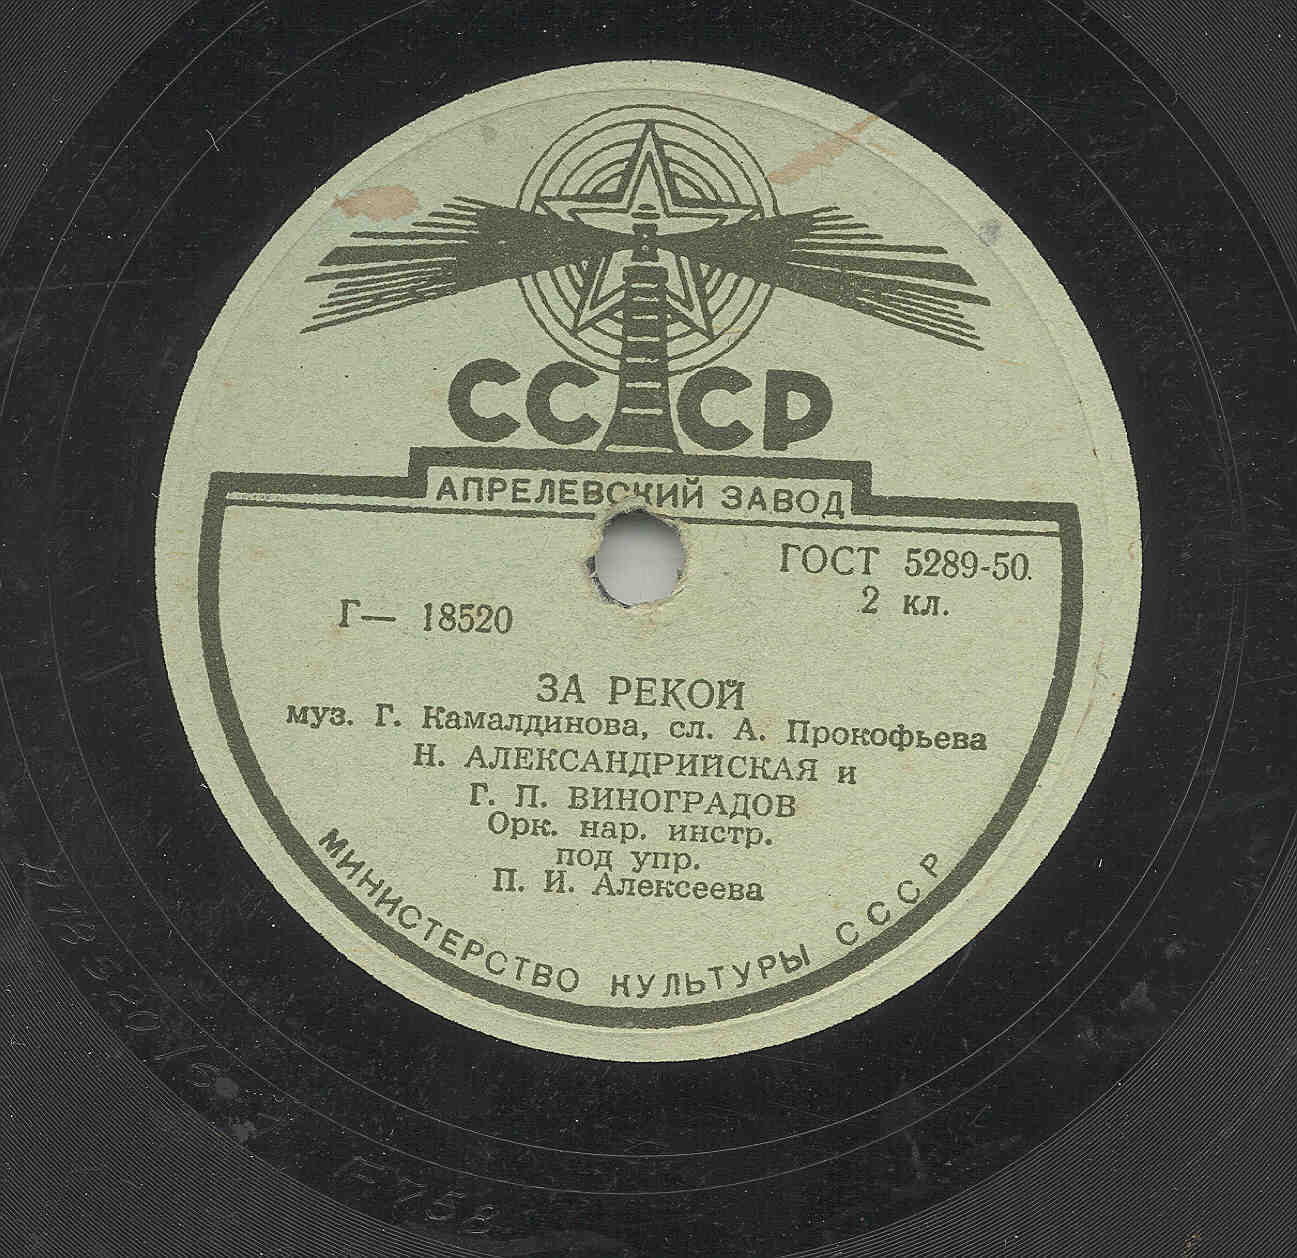 СССР
АПРЕЛЕВСКИЙ ЗАВОД
ГОСТ 5289-50.
2 кл.
Г— 18520
ЗА РЕКОЙ
муз. Г. Камалдинова, сл. А. Прокофьева
Н. АЛЕКСАНДРИЙСКАЯ и
Г. П. ВИНОГРАДОВ
Орк. нар. инстр.
под упр.
П. И. Алексеева
МИНИСТЕРСТВО КУЛЬТУРЫ СССР